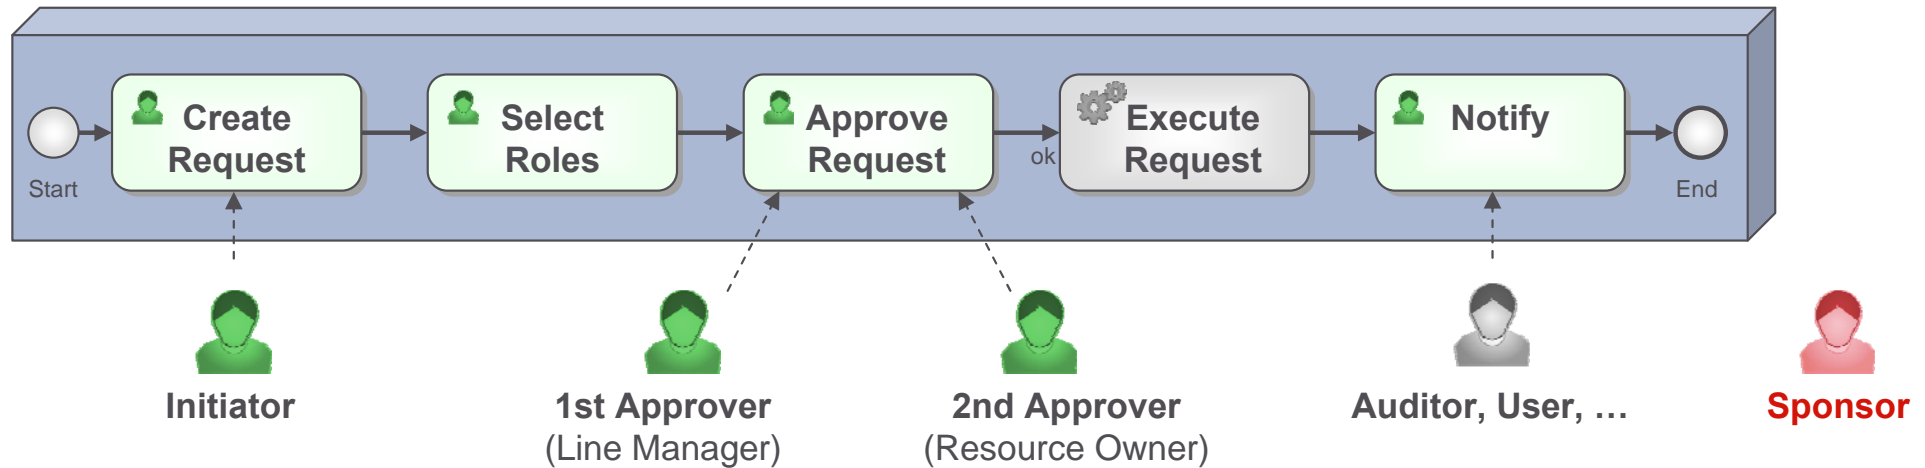 Start
Create
Request
Select
Roles
Approve
Request
ok
Execute
Request
Notify
End
Initiator
1st Approver
(Line Manager)
2nd Approver
(Resource Owner)
Auditor, User, …
Sponsor